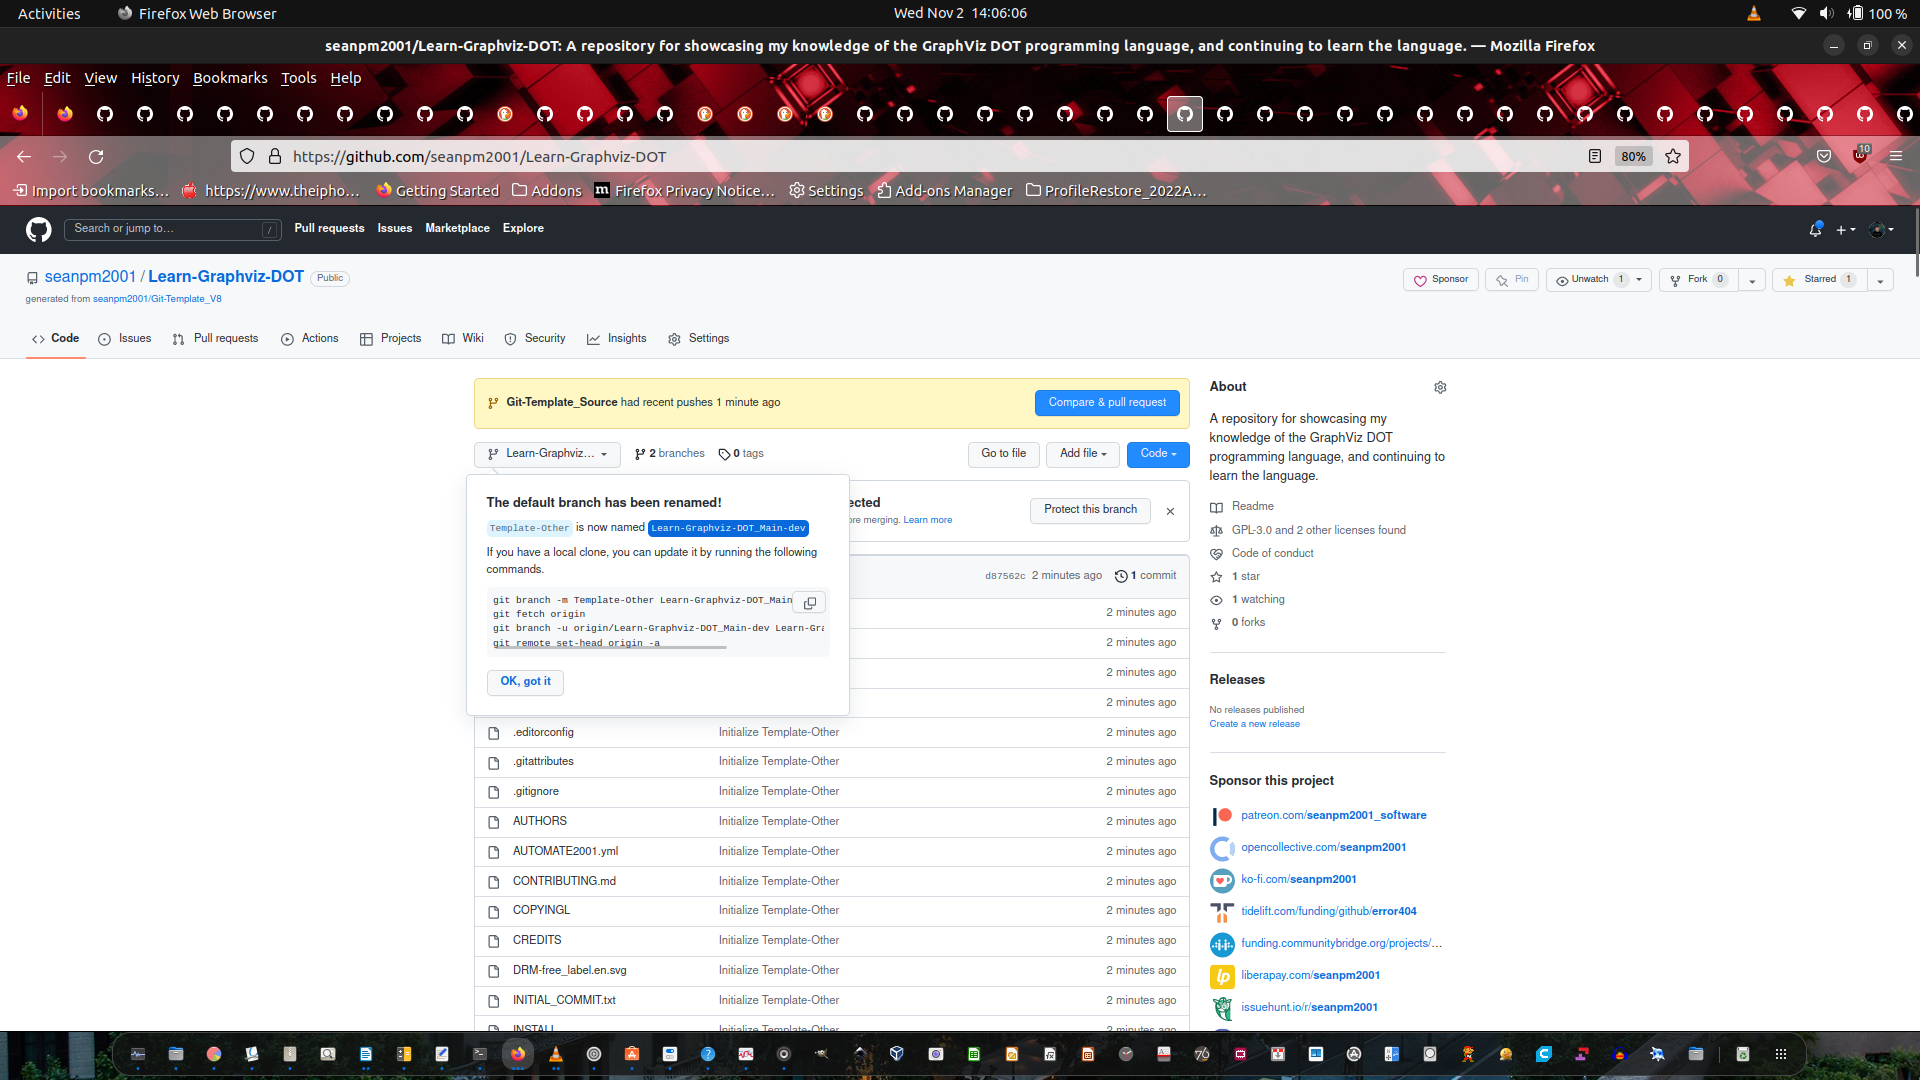 Activities
Firefox Web Browser
Wed Nov 2 14:06:06
100 %
seanpm2001/Learn-Graphviz-DOT: A repository for showcasing my knowledge of the GraphViz DOT programming language, and continuing to learn the language. — Mozilla Firefox
File Edit View History Bookmarks Tools Help
https://github.com/seanpm2001/Learn-Graphviz-DOT
80%
10
Import bookmarks… https://www.theipho… Getting Started Addons Firefox Privacy Notice… Settings Add-ons Manager ProfileRestore_2022A…
Search or jump to… /
Pull requests Issues Marketplace Explore
seanpm2001 / Learn-Graphviz-DOT Public
generated from seanpm2001/Git-Template_V8
Sponsor Pin Unwatch 1 Fork 0 Starred 1
Code Issues Pull requests Actions Projects Wiki Security Insights Settings
Git-Template_Source had recent pushes 1 minute ago
Compare & pull request
Learn-Graphviz… 2 branches 0 tags
Go to file Add file Code
The default branch has been renamed!
Template-Other is now named Learn-Graphviz-DOT_Main-dev
If you have a local clone, you can update it by running the following
commands.
git branch -m Template-Other Learn-Graphviz-DOT_Main
git fetch origin
git branch -u origin/Learn-Graphviz-DOT_Main-dev Learn-Gra
git remote set-head origin -a
OK, got it
ected
ore merging. Learn more
Protect this branch
d87562c 2 minutes ago 1 commit
2 minutes ago
2 minutes ago
2 minutes ago
2 minutes ago
.editorconfig Initialize Template-Other 2 minutes ago
.gitattributes Initialize Template-Other 2 minutes ago
.gitignore Initialize Template-Other 2 minutes ago
AUTHORS Initialize Template-Other 2 minutes ago
AUTOMATE2001.yml Initialize Template-Other 2 minutes ago
CONTRIBUTING.md Initialize Template-Other 2 minutes ago
COPYINGL Initialize Template-Other 2 minutes ago
CREDITS Initialize Template-Other 2 minutes ago
DRM-free_label.en.svg Initialize Template-Other 2 minutes ago
INITIAL_COMMIT.txt Initialize Template-Other 2 minutes ago
INSTALL Initialize Template-Other 2 minutes ago
About
A repository for showcasing my
knowledge of the GraphViz DOT
programming language, and continuing to
learn the language.
Readme
GPL-3.0 and 2 other licenses found
Code of conduct
1 star
1 watching
0 forks
Releases
No releases published
Create a new release
Sponsor this project
patreon.com/seanpm2001_software
opencollective.com/seanpm2001
ko-fi.com/seanpm2001
tidelift.com/funding/github/error404
funding.communitybridge.org/projects/…
liberapay.com/seanpm2001
issuehunt.io/r/seanpm2001